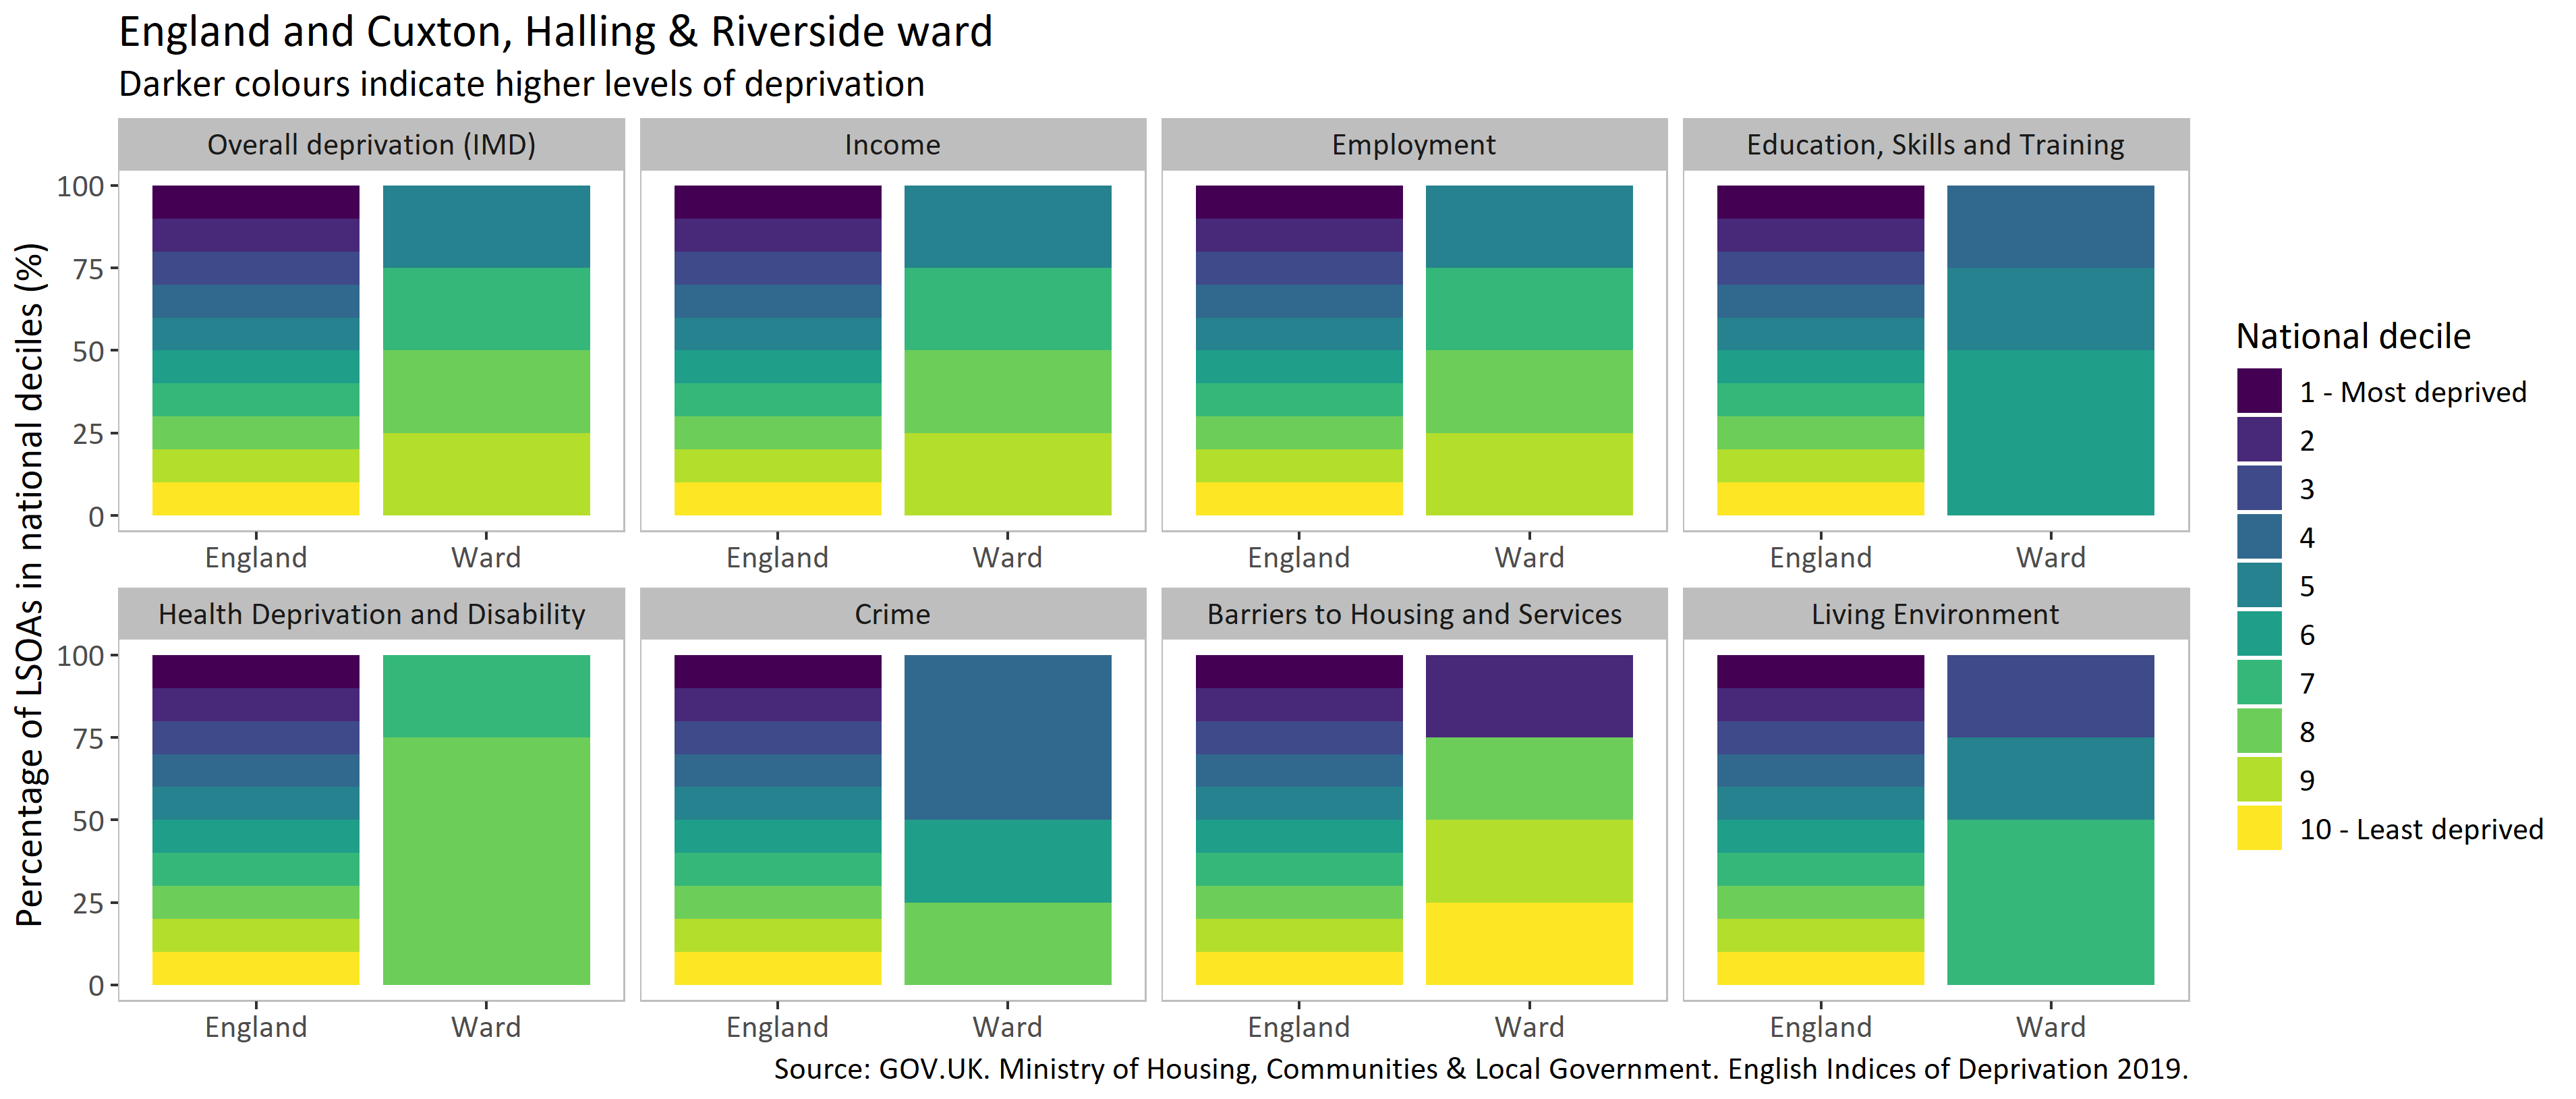 England and Cuxton, Halling & Riverside ward
Darker colours indicate higher levels of deprivation
Percentage of LSOAs in national deciles (%)
Overall deprivation (IMD)
Income
Employment
Education, Skills and Training
100
75
50
25
0
England
Ward
England
Ward
England
Ward
England
Ward
Health Deprivation and Disability
Crime
Barriers to Housing and Services
Living Environment
100
75
50
25
0
England
Ward
England
Ward
England
Ward
England
Ward
National decile
1 - Most deprived
2
3
4
5
6
7
8
9
10 - Least deprived
Source: GOV.UK. Ministry of Housing, Communities & Local Government. English Indices of Deprivation 2019.